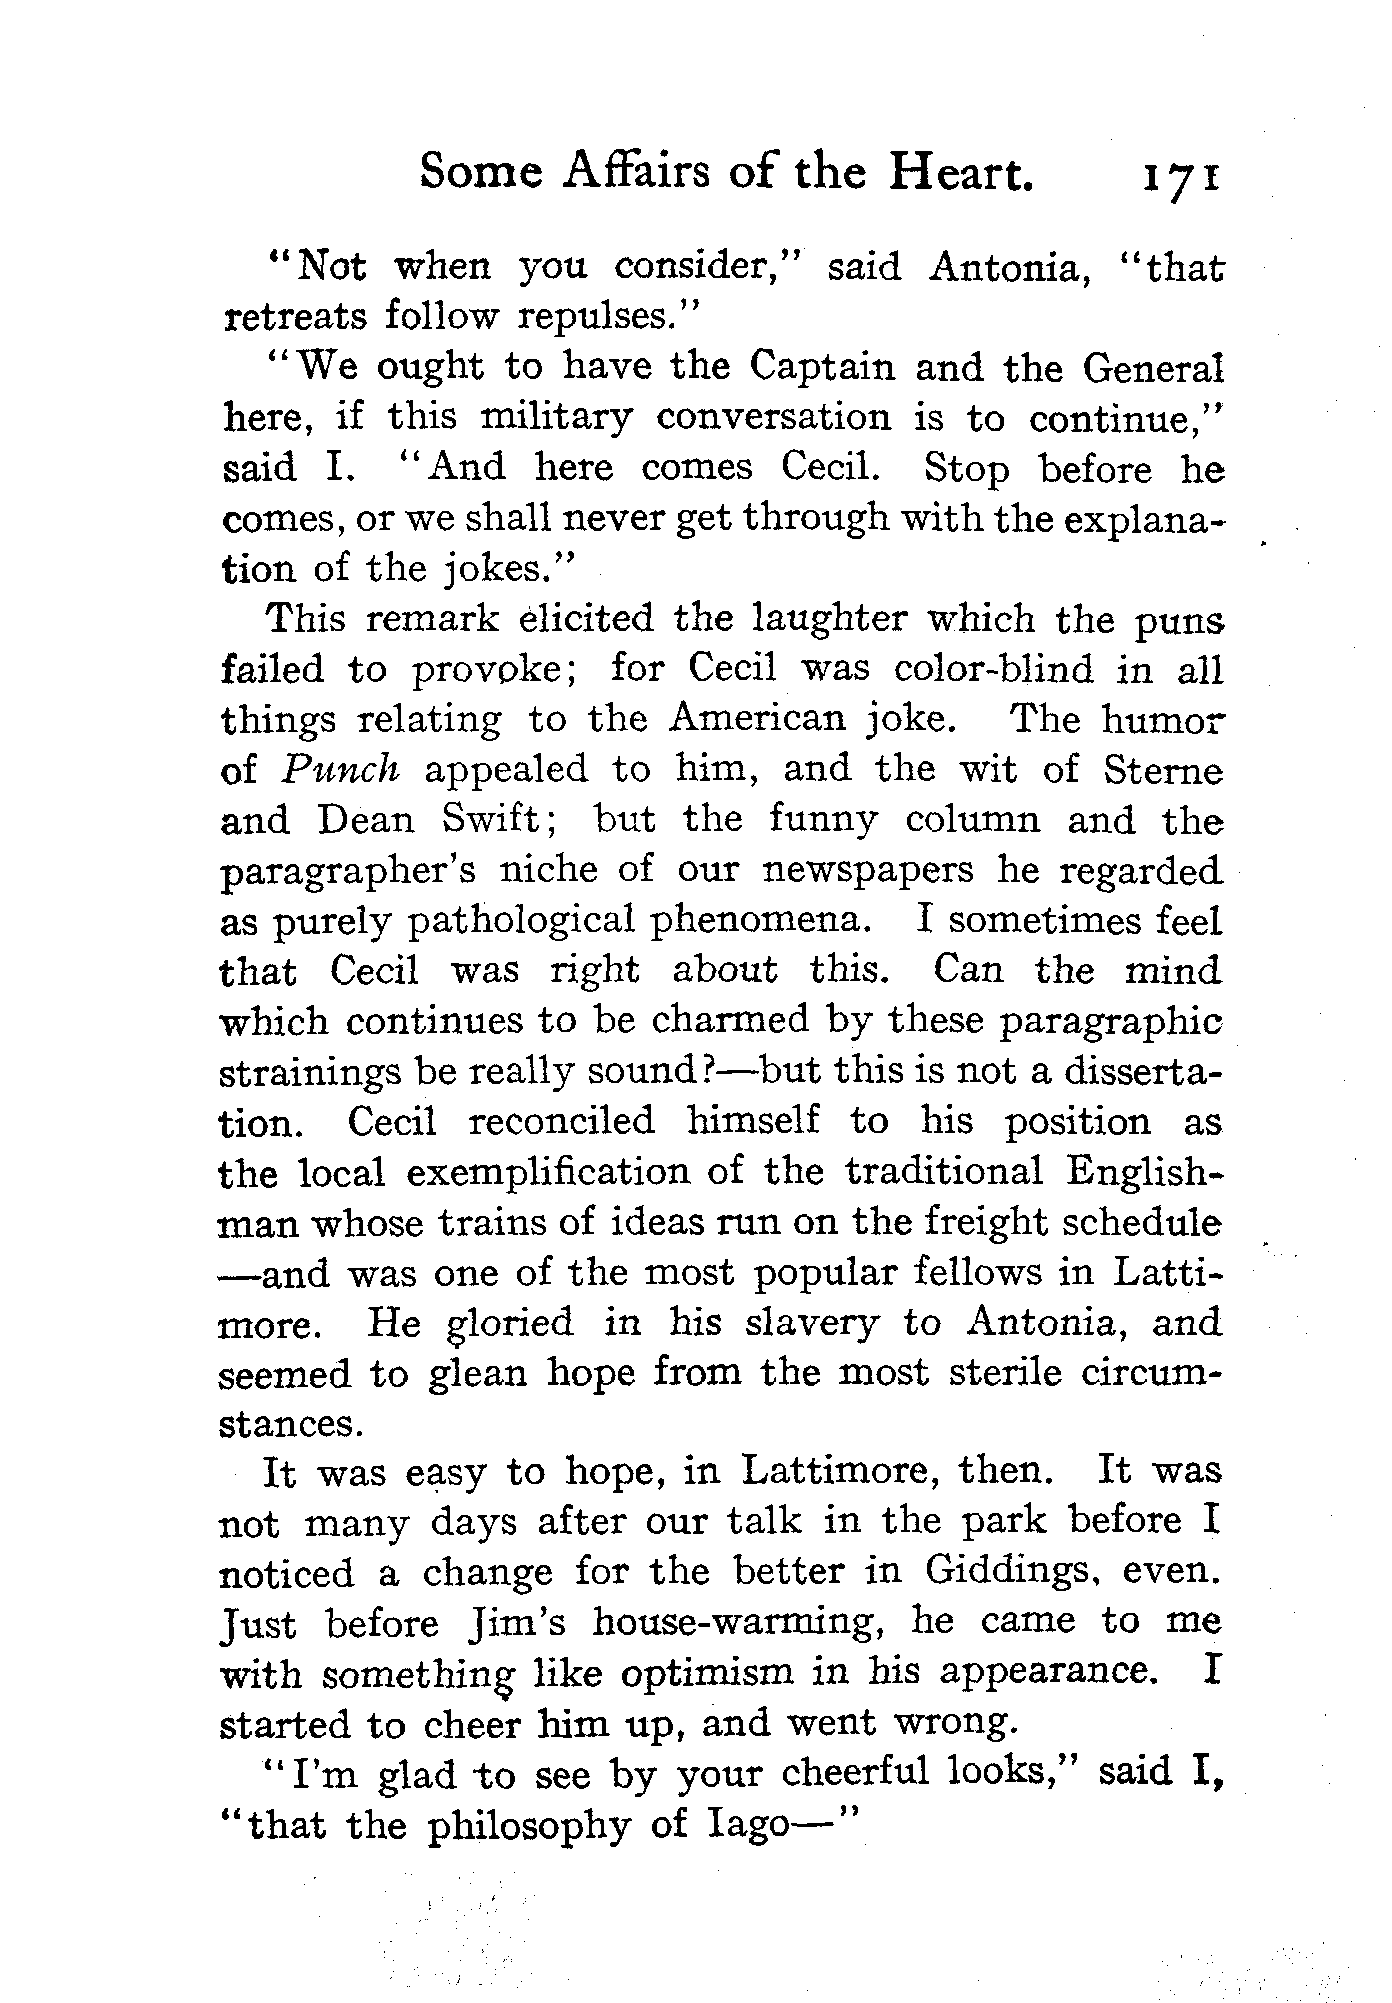 Some Affairs of the Heart. 171
"Not when you consider," said Antonia, "that
retreats follow repulses."
"We ought to have the Captain and the General
here, if this military conversation is to continue,"
said I. "And here comes Cecil. Stop before he
comes, or we shall never get through with the explana-
tion of the jokes."
This remark elicited the laughter which the puns
failed to provoke; for Cecil was color-blind in all
things relating to the American joke. The humor
of Punch appealed to him, and the wit of Sterne
and Dean Swift; but the funny column and the
paragrapher's niche of our newspapers he regarded
as purely pathological phenomena. I sometimes feel
that Cecil was right about this. Can the mind
which continues to be charmed by these paragraphic
strainings be really sound?—but this is not a disserta-
tion. Cecil reconciled himself to his position as
the local exemplification of the traditional English-
man whose trains of ideas run on the freight schedule
—and was one of the most popular fellows in Latti-
more. He gloried in his slavery to Antonia, and
seemed to glean hope from the most sterile circum-
stances.
It was easy to hope, in Lattimore, then. It was
not many days after our talk in the park before I
noticed a change for the better in Giddings, even.
Just before Jim's house-warming, he came to me
with something like optimism in his appearance. I
started to cheer him up, and went wrong.
"I'm glad to see by your cheerful looks," said I,
"that the philosophy of Iago—"